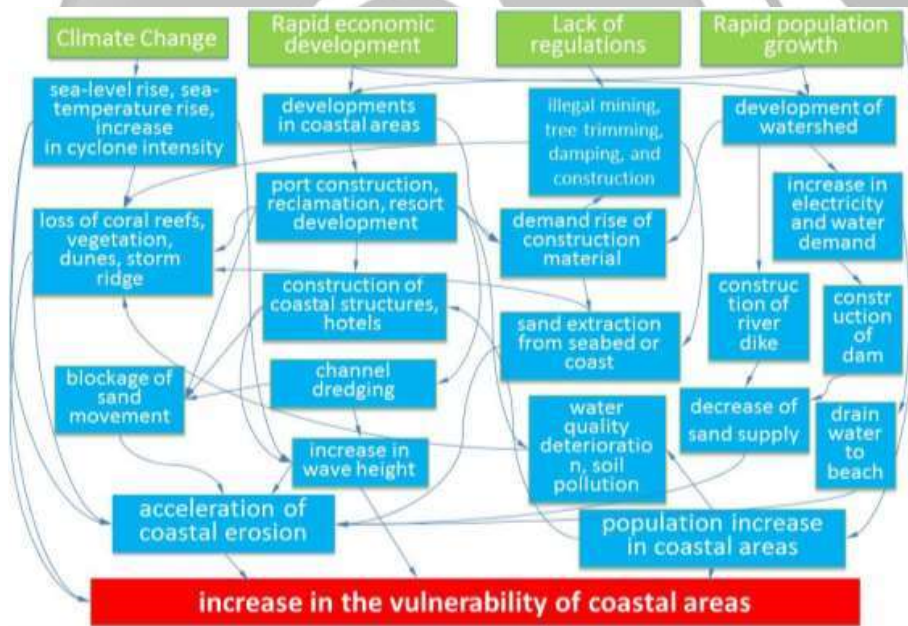 Climate Change
Rapid economic
development
Lack of
regulations
Rapid population
growth
sea-level rise, sea-
temperature rise,
increase
in cyclone intensity
developments
in coastal areas
illegal mining,
tree trimming,
damping, and
construction
development of
watershed
port construction,
reclamation, resort
development
increase in
electricity and water
demand
loss of coral reefs,
vegetation,
dunes, storm
ridge
demand rise of
construction
material
construction of
coastal structures,
hotels
construc
tion of
river
dike
constr
uction
of
dam
sand extraction
from seabed or
coast
blockage of
sand
movement
channel
dredging
water
quality
deterioratio
n, soil
pollution
decrease of
sand supply
drain
water
to
beach
increase in
wave height
acceleration of
coastal erosion
population increase
in coastal areas
increase in the vulnerability of coastal areas